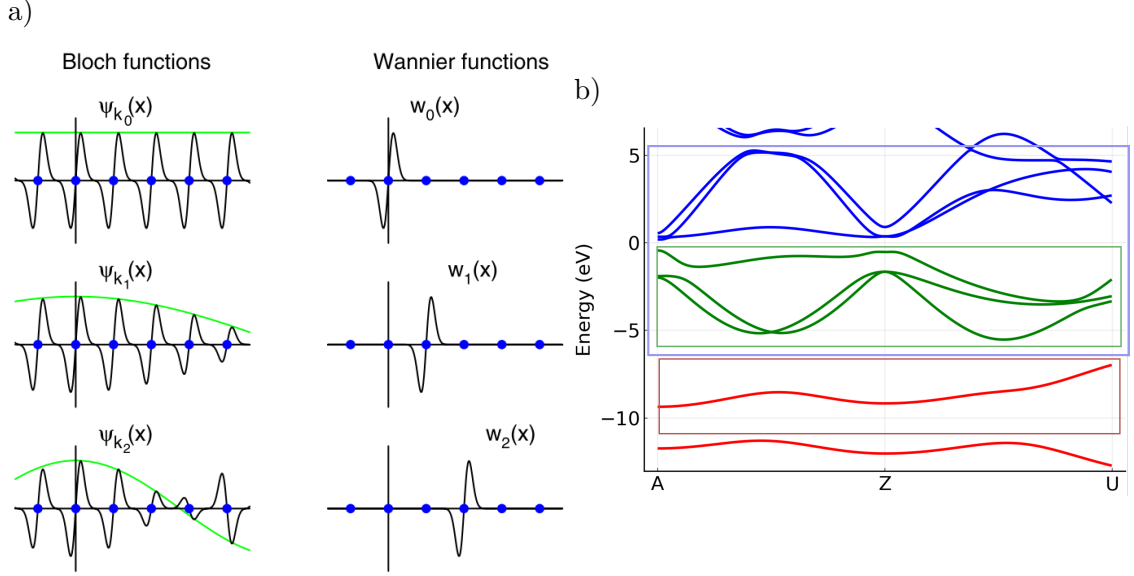 a)
Bloch functions
Wannier functions
ψk0(x)
w0(x)
ψk1(x)
w1(x)
ψk2(x)
w2(x)
b)
Energy (eV)
5
0
−5
−10
A
Z
U